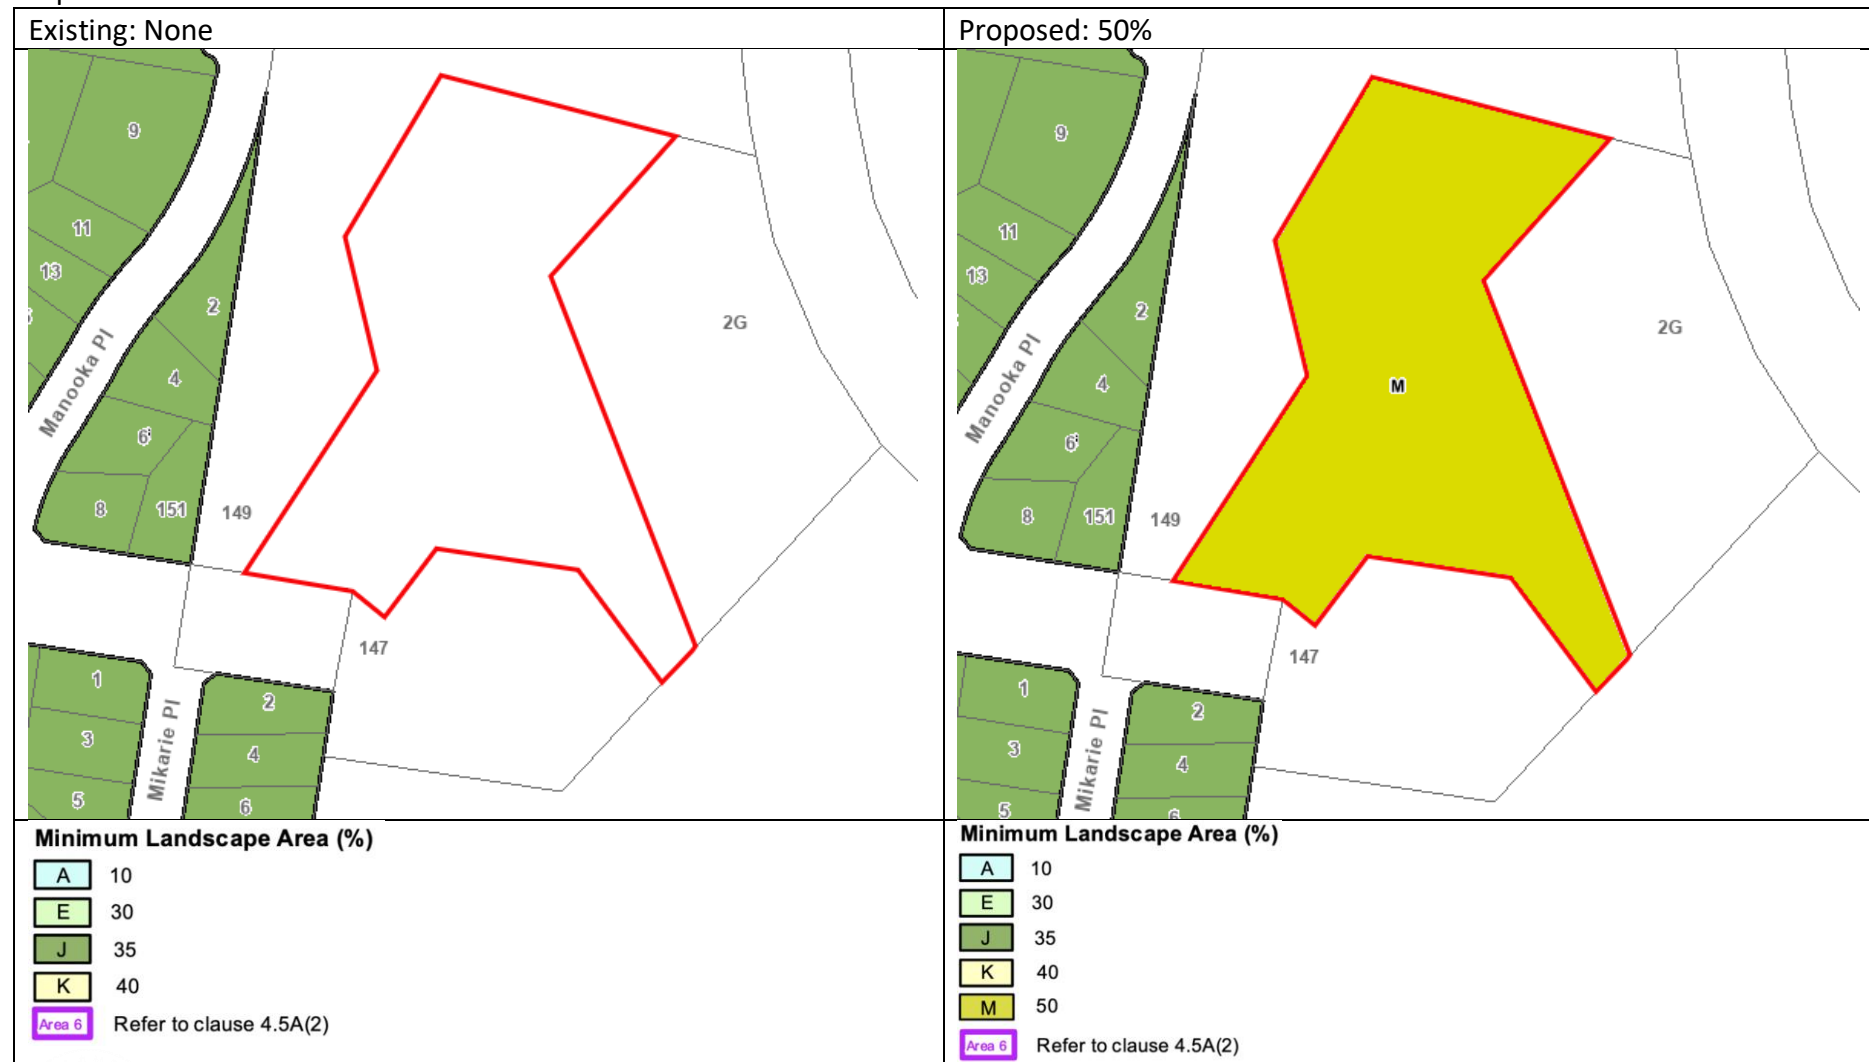 Existing: None
9
11
13
2
4
6
8
151
149
Manooka Pl
2G
147
1
3
5
Mikarie Pl
2
4
6
Minimum Landscape Area (%)
A 10
E 30
J 35
K 40
Area 6 Refer to clause 4.5A(2)
Proposed: 50%
9
11
13
2
4
6
8
151
149
Manooka Pl
M
2G
147
1
3
5
Mikarie Pl
2
4
6
Minimum Landscape Area (%)
A 10
E 30
J 35
K 40
M 50
Area 6 Refer to clause 4.5A(2)